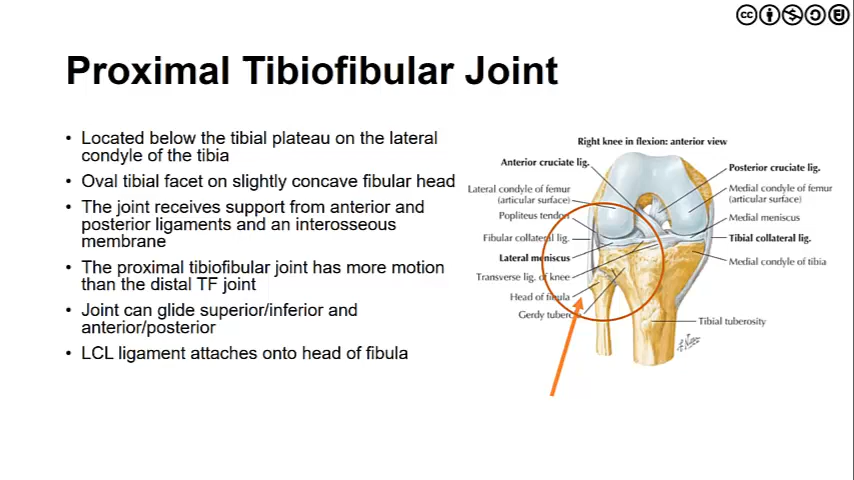 Proximal Tibiofibular Joint
• Located below the tibial plateau on the lateral
condyle of the tibia
• Oval tibial facet on slightly concave fibular head
• The joint receives support from anterior and
posterior ligaments and an interosseous
membrane
• The proximal tibiofibular joint has more motion
than the distal TF joint
• Joint can glide superior/inferior and
anterior/posterior
• LCL ligament attaches onto head of fibula
Right knee in flexion: anterior view
Anterior cruciate lig.
Lateral condyle of femur
(articular surface)
Popliteus tendon
Fibular collateral lig.
Lateral meniscus
Transverse lig. of knee
Head of fibula
Gerdy
Posterior cruciate lig.
Medial condyle of femur
(articular surface)
Medial meniscus
Tibial collateral lig.
Medial condyle of tibia
Tibial tuberosity
cc